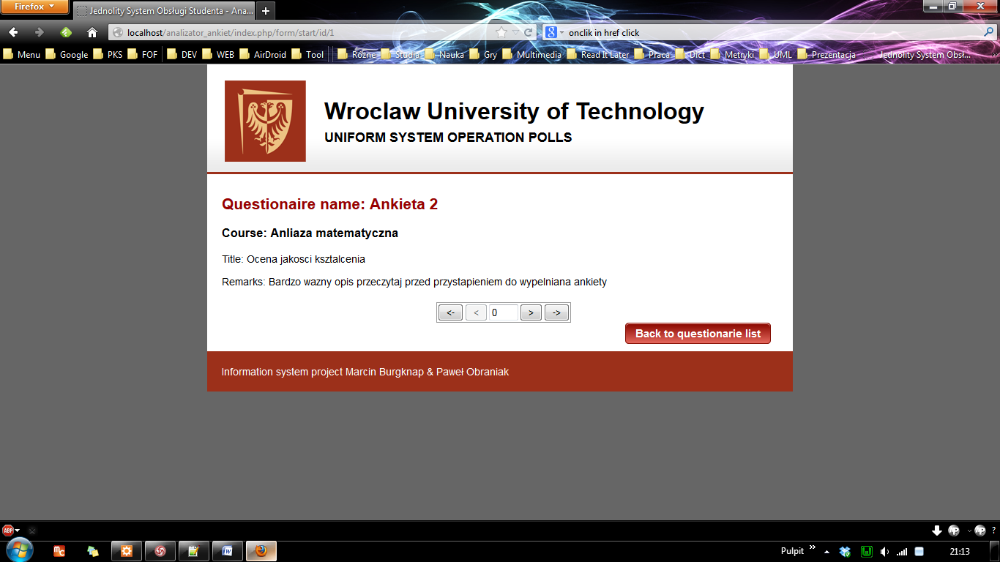 Firefox
Jednolity System Obsługi Studenta - Ana...
localhost/analizator_ankiet/index.php/form/start/id/1
onclik in href click
Menu Google PKS FOF DEV WEB AirDroid Tool Różne Studia Nauka Gry Multimedia Read It Later Praca Dict Metryki UML Prezentacja Jednolity System Obsł...
Wroclaw University of Technology
UNIFORM SYSTEM OPERATION POLLS
Questionaire name: Ankieta 2
Course: Anliaza matematyczna
Title: Ocena jakosci ksztalcenia
Remarks: Bardzo wazny opis przeczytaj przed przystapieniem do wypelniana ankiety
<- < 0 > ->
Back to questionarie list
Information system project Marcin Burgknap & Paweł Obraniak
ABP
Pulpit
21:13